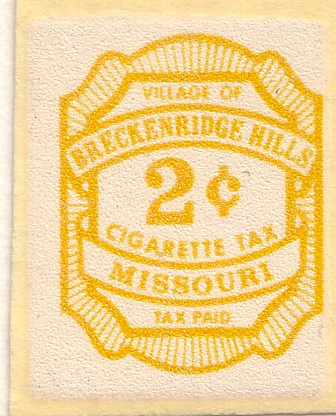 VILLAGE OF
BRECKENRIDGE HILLS
2¢
CIGARETTE TAX
MISSOURI
TAX PAID